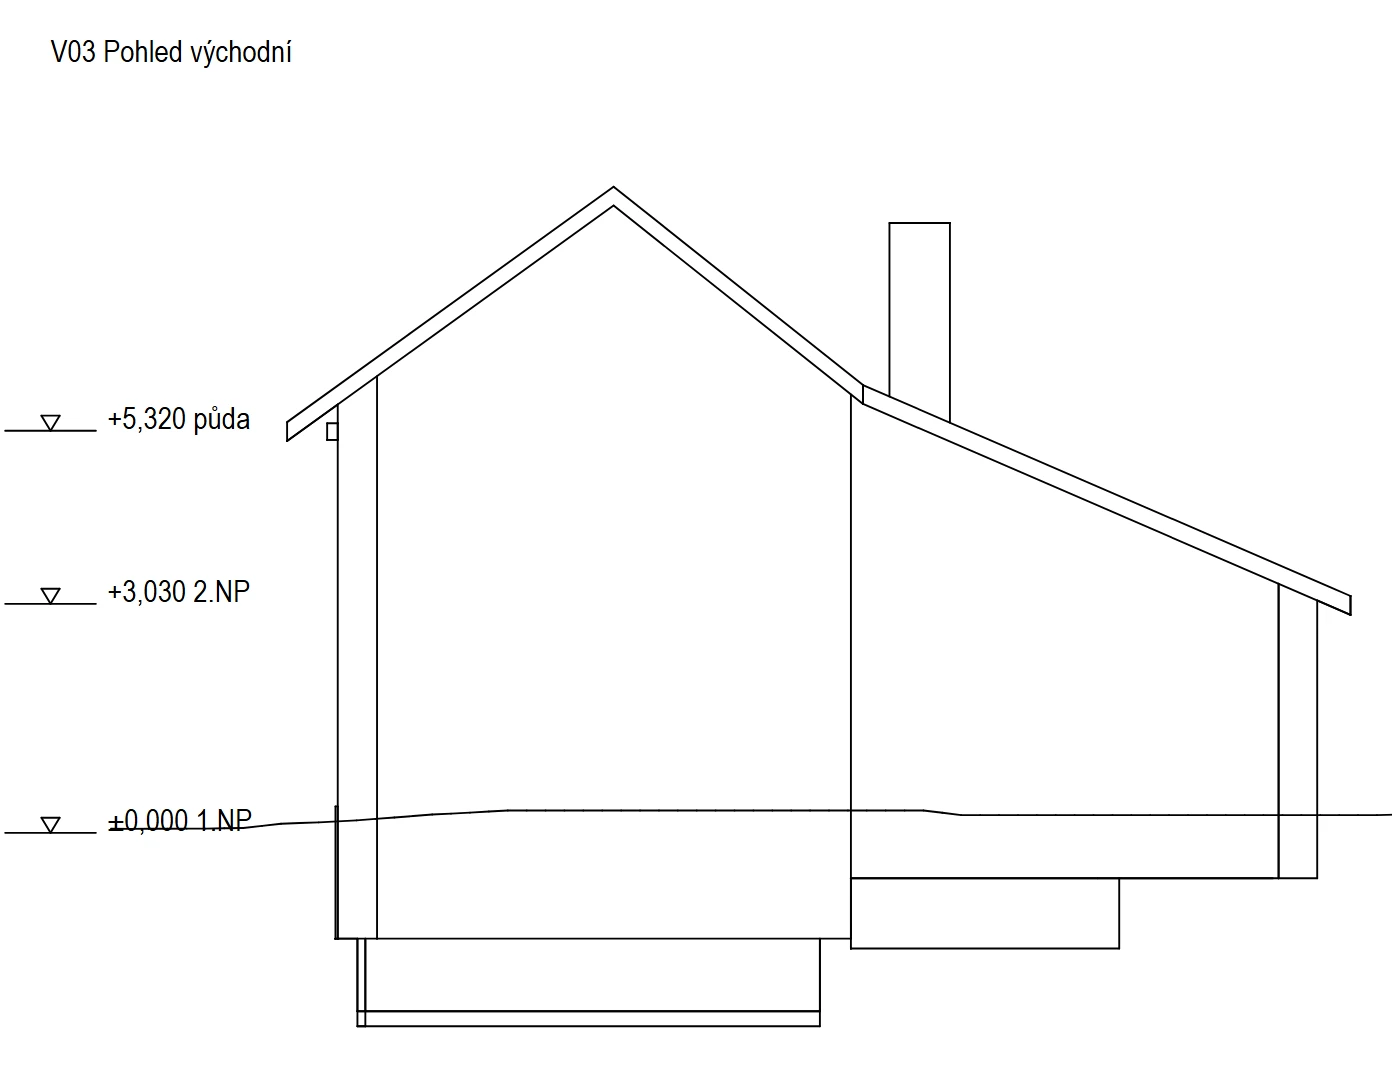 V03 Pohled východní
+5,320 půda
+3,030 2.NP
±0,000 1.NP